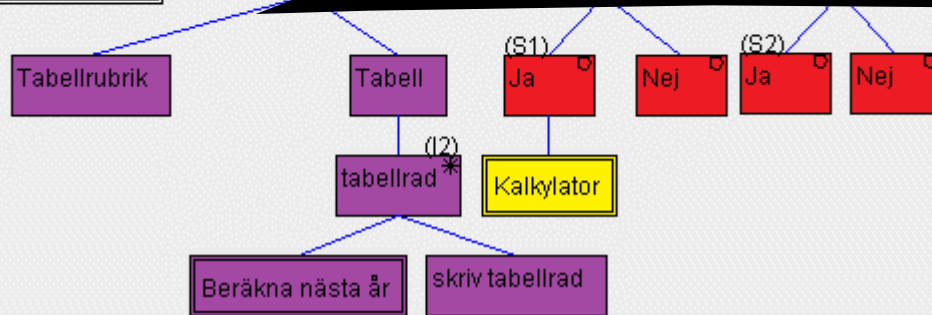 Tabellrubrik
Tabell
(S1)
Ja
Nej
(S2)
Ja
Nej
(I2)
tabellrad *
Kalkylator
Beräkna nästa år
skriv tabellrad